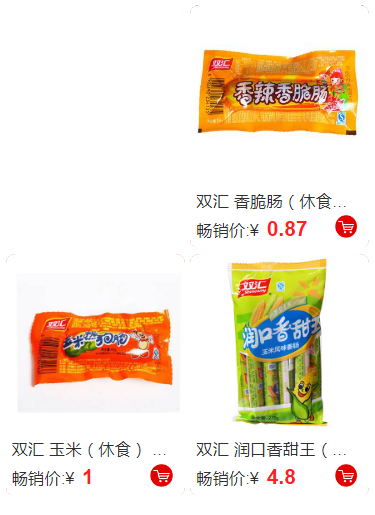 双汇
香辣香脆肠
双汇 香脆肠（休食...
畅销价:¥ 0.87
双汇
双汇
Shuanghui
润口香甜王
玉米风味香肠
双汇 玉米（休食） ...
畅销价:¥ 1
双汇 润口香甜王（...
畅销价:¥ 4.8